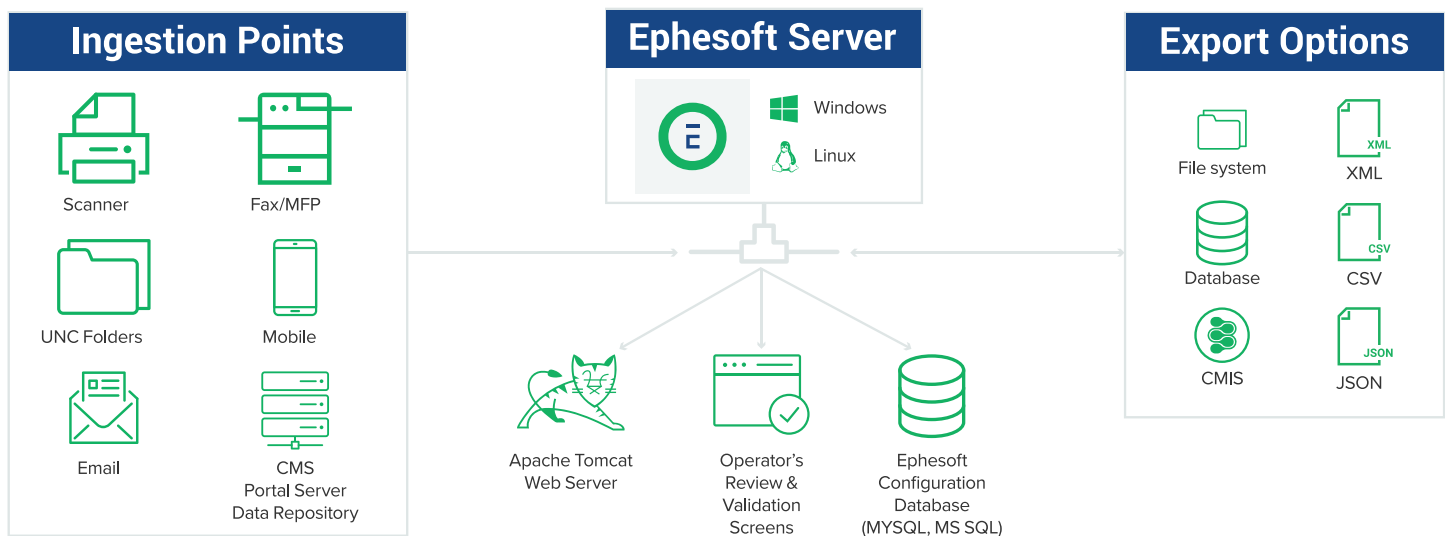 Ingestion Points
Scanner
Fax/MFP
UNC Folders
Mobile
Email
CMS
Portal Server
Data Repository
Ephesoft Server
E
Windows
Linux
Apache Tomcat
Web Server
Operator's
Review &
Validation
Screens
Ephesoft
Configuration
Database
(MYSQL, MS SQL)
Export Options
File system
XML
XML
Database
CSV
CSV
CMIS
JSON
JSON